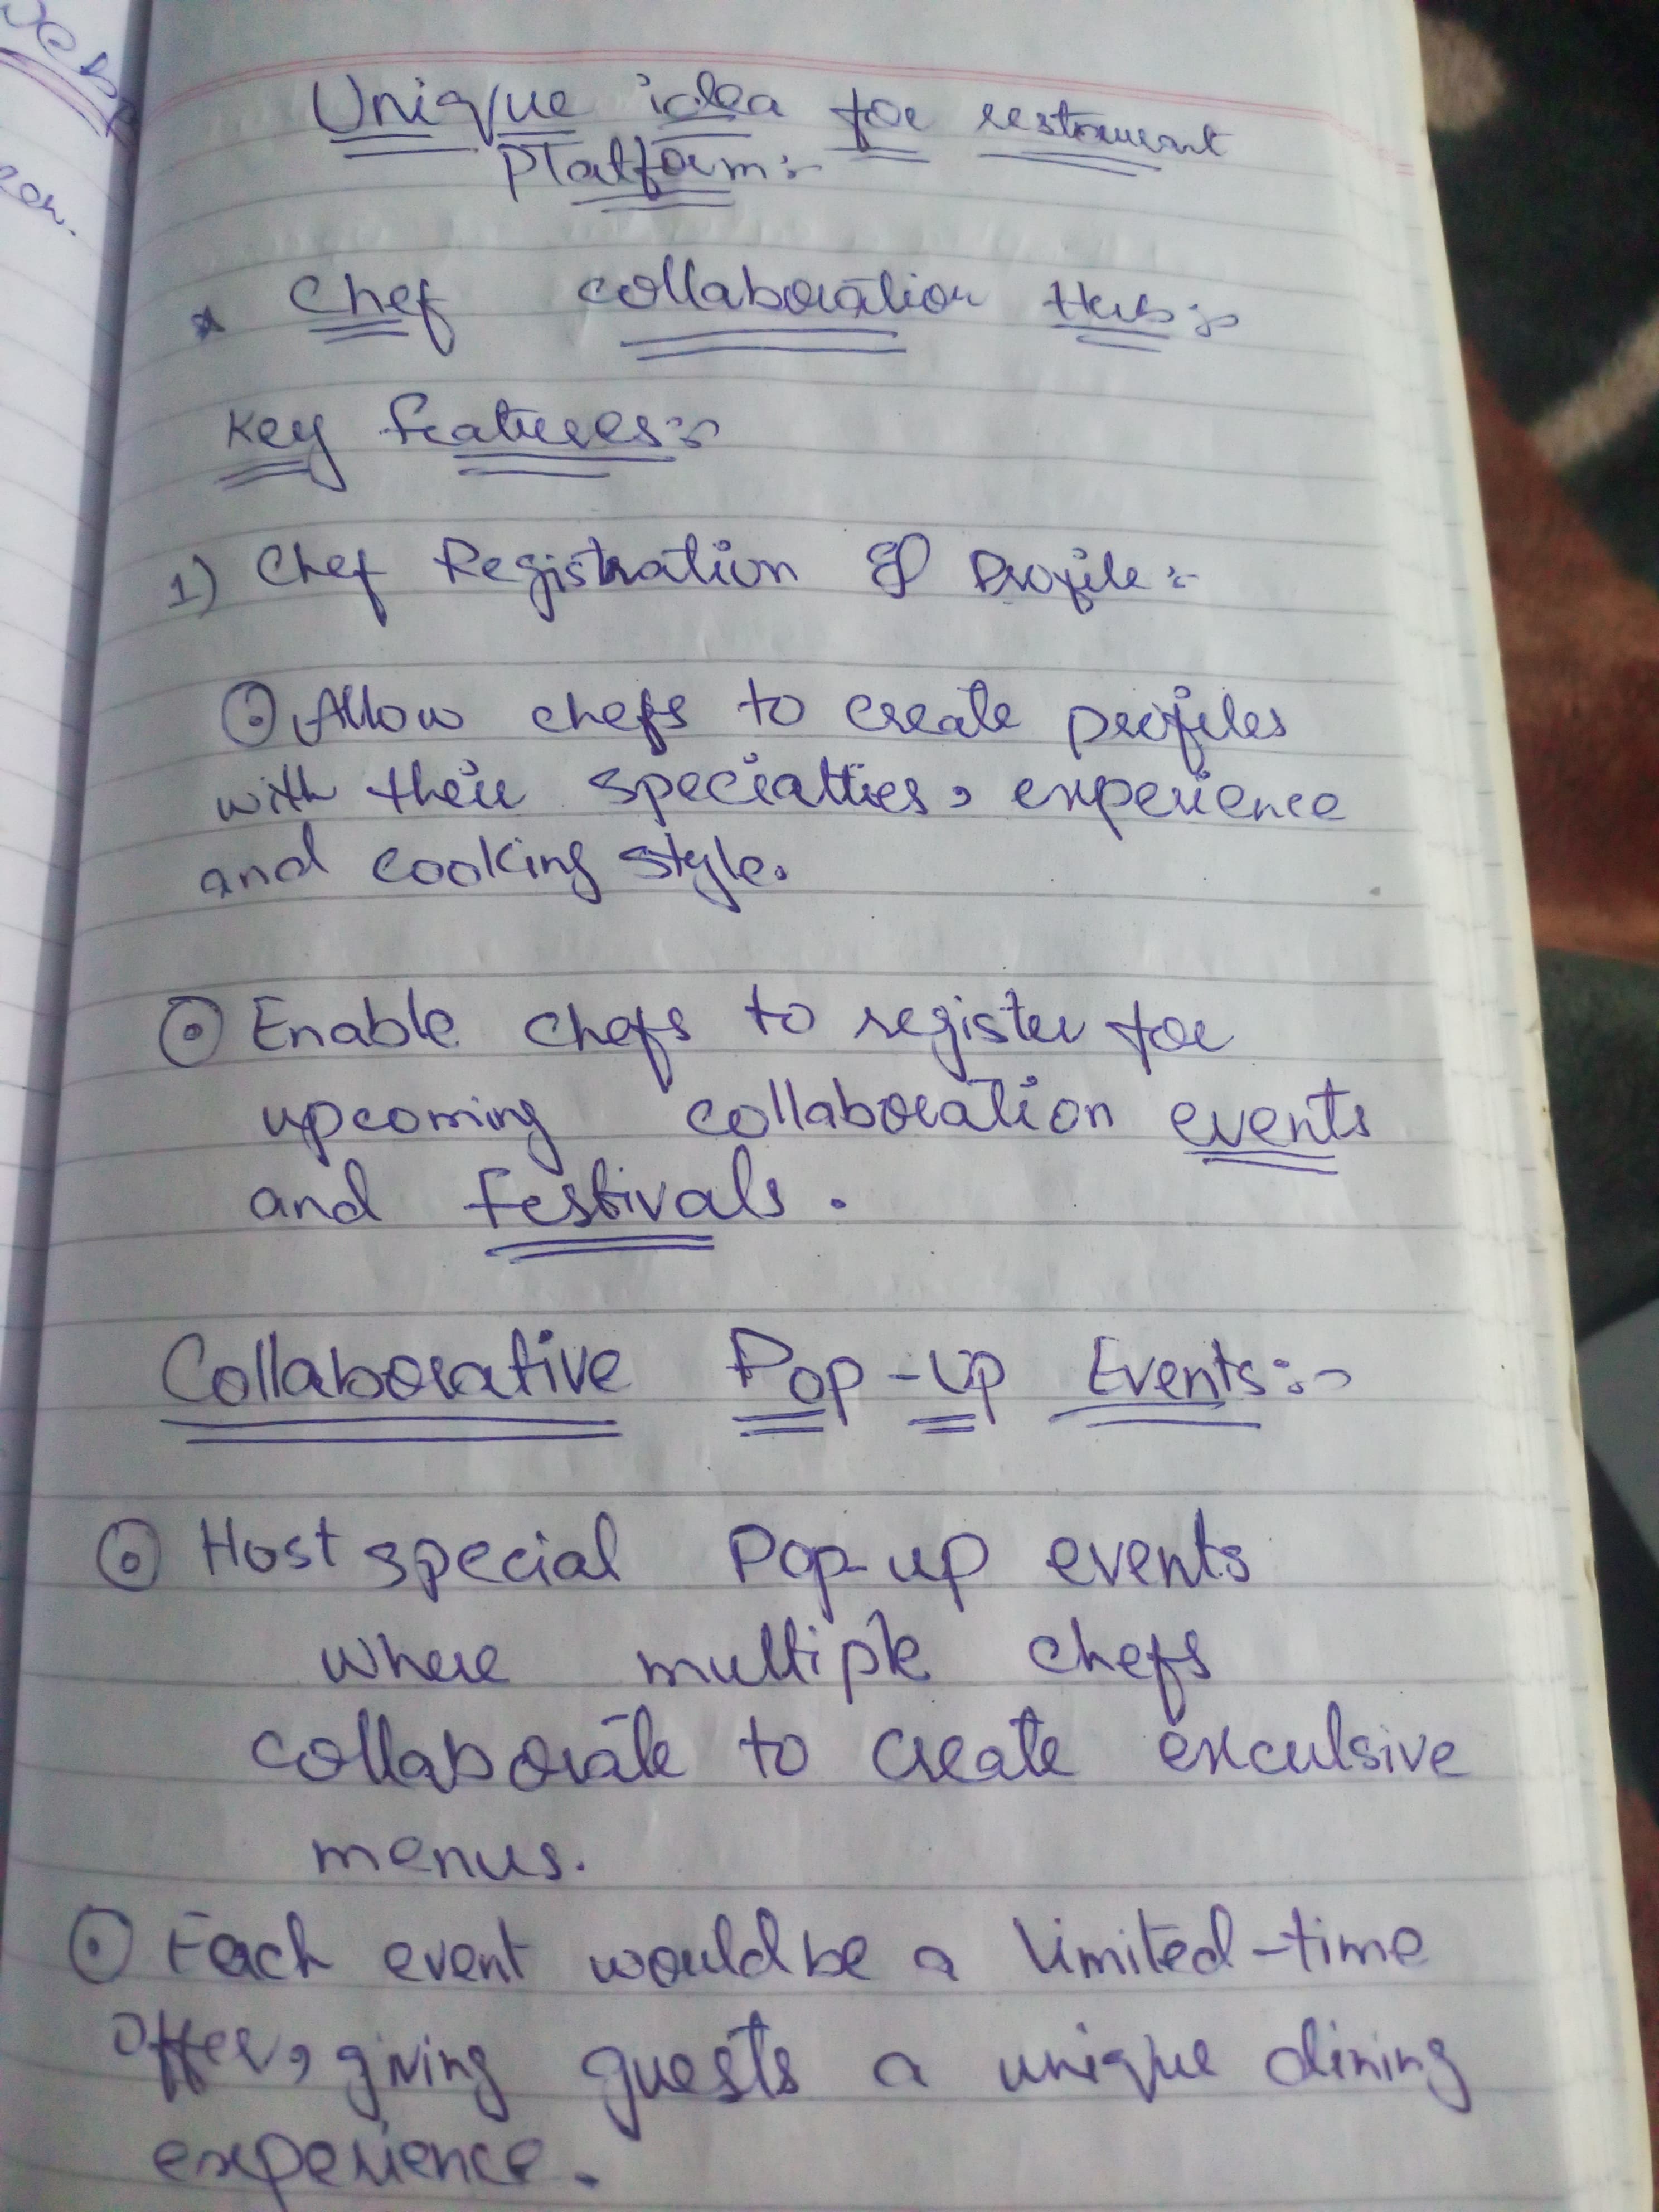 Unique idea for restaurant
Platform:-
* Chef collaboration Hub:-
Key features:-
1) Chef Registration & Profile:-
⊙ Allow chefs to create profiles
with their specialties, experience
and cooking style.
⊙ Enable chefs to register for
upcoming collaboration events
and festivals.
Collaborative Pop-up Events:-
⊙ Host special Pop-up events
where multiple chefs
collaborate to create exculsive
menus.
⊙ Each event would be a limited-time
offer, giving guests a unique dining
experience.